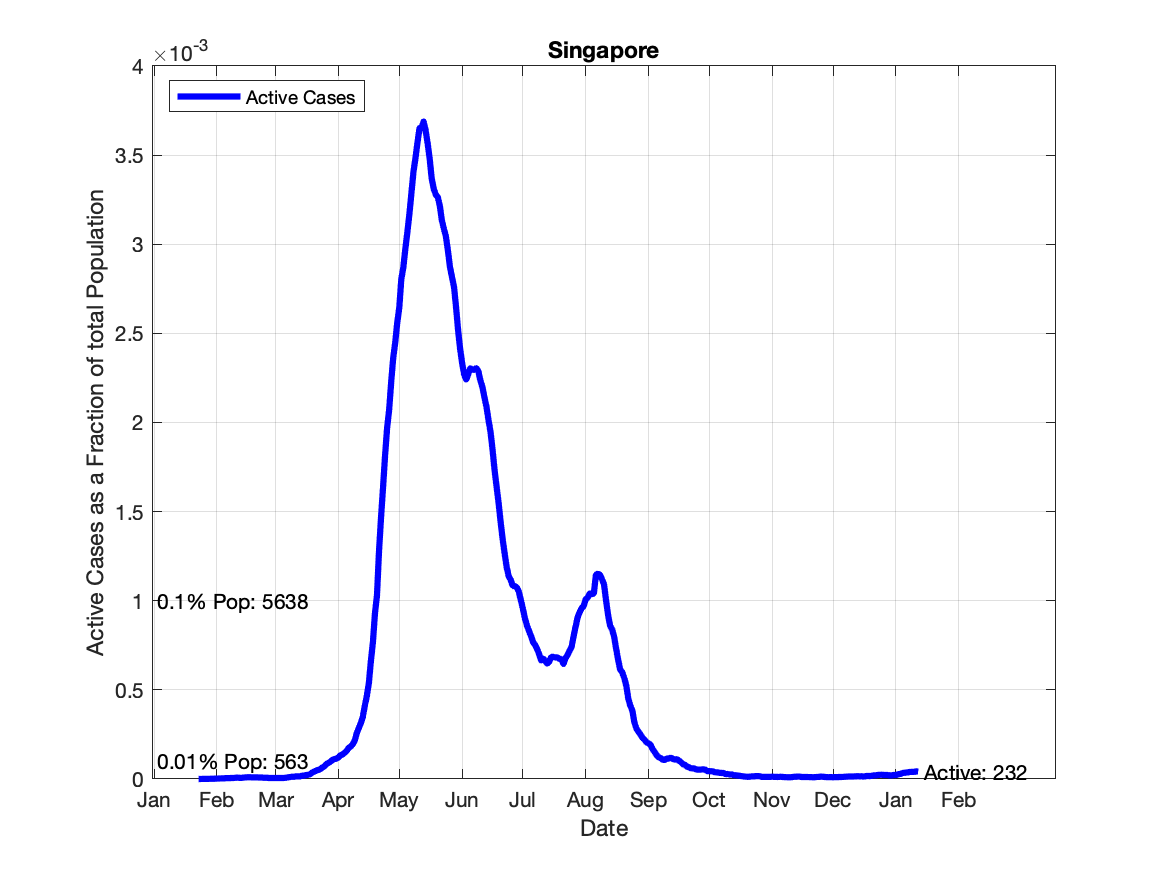 Singapore
×10-3
4
Active Cases
3.5
3
2.5
2
1.5
1
0.5
0
Active Cases as a Fraction of total Population
0.1% Pop: 5638
0.01% Pop: 563
Active: 232
Jan Feb Mar Apr May Jun Jul Aug Sep Oct Nov Dec Jan Feb
Date